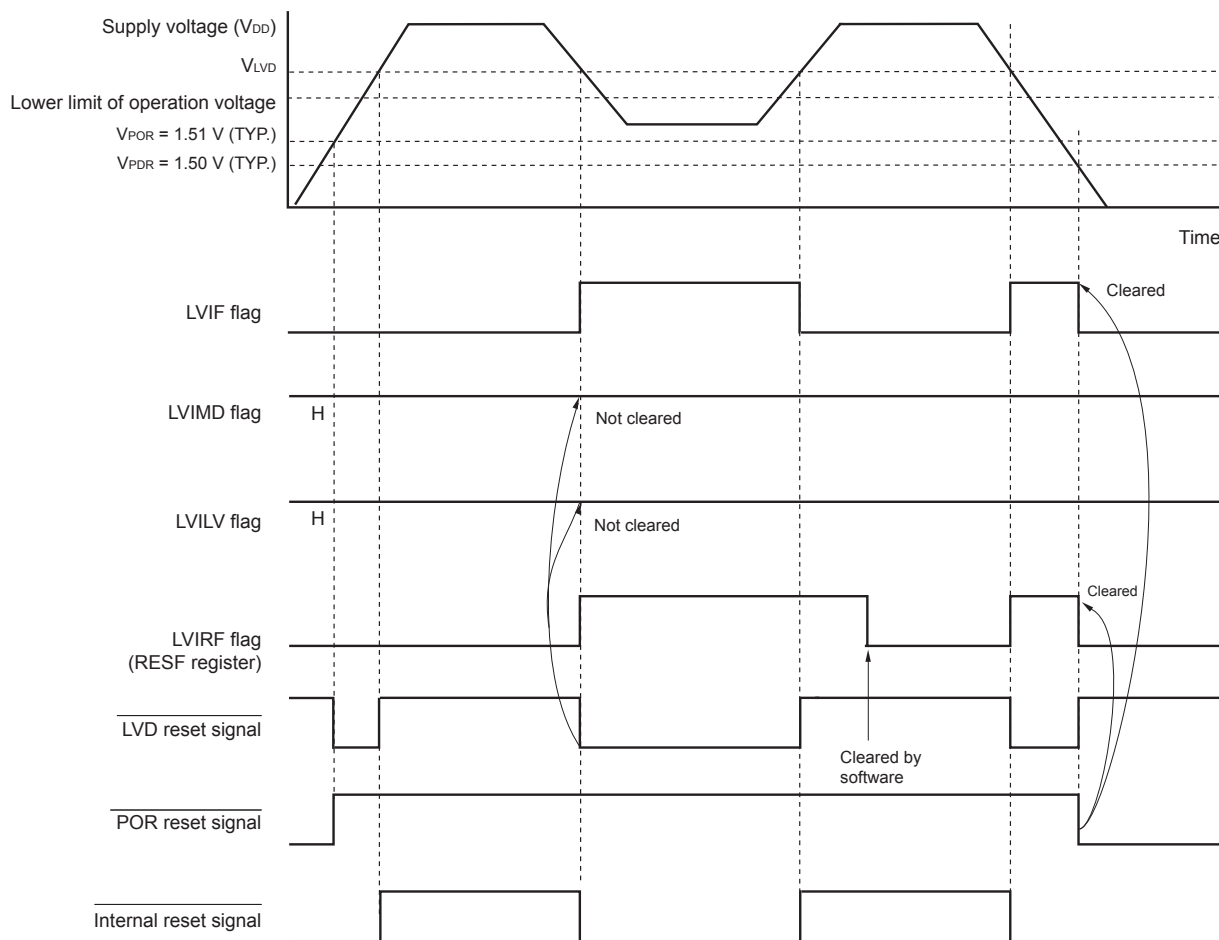 Supply voltage (VDD)
VLVD
Lower limit of operation voltage
VPOR = 1.51 V (TYP.)
VPDR = 1.50 V (TYP.)
Time
LVIF flag
Cleared
LVIMD flag
H
Not cleared
LVILV flag
H
Not cleared
Cleared
LVIRF flag
(RESF register)
LVD reset signal
Cleared by
software
POR reset signal
Internal reset signal